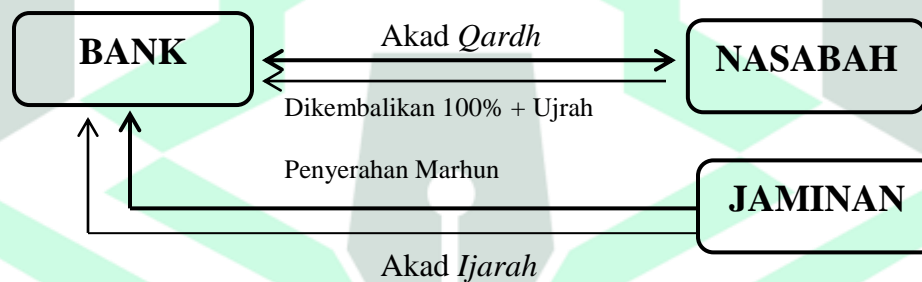 Akad Qardh
BANK
NASABAH
Dikembalikan 100% + Ujrah
Penyerahan Marhun
JAMINAN
Akad Ijarah